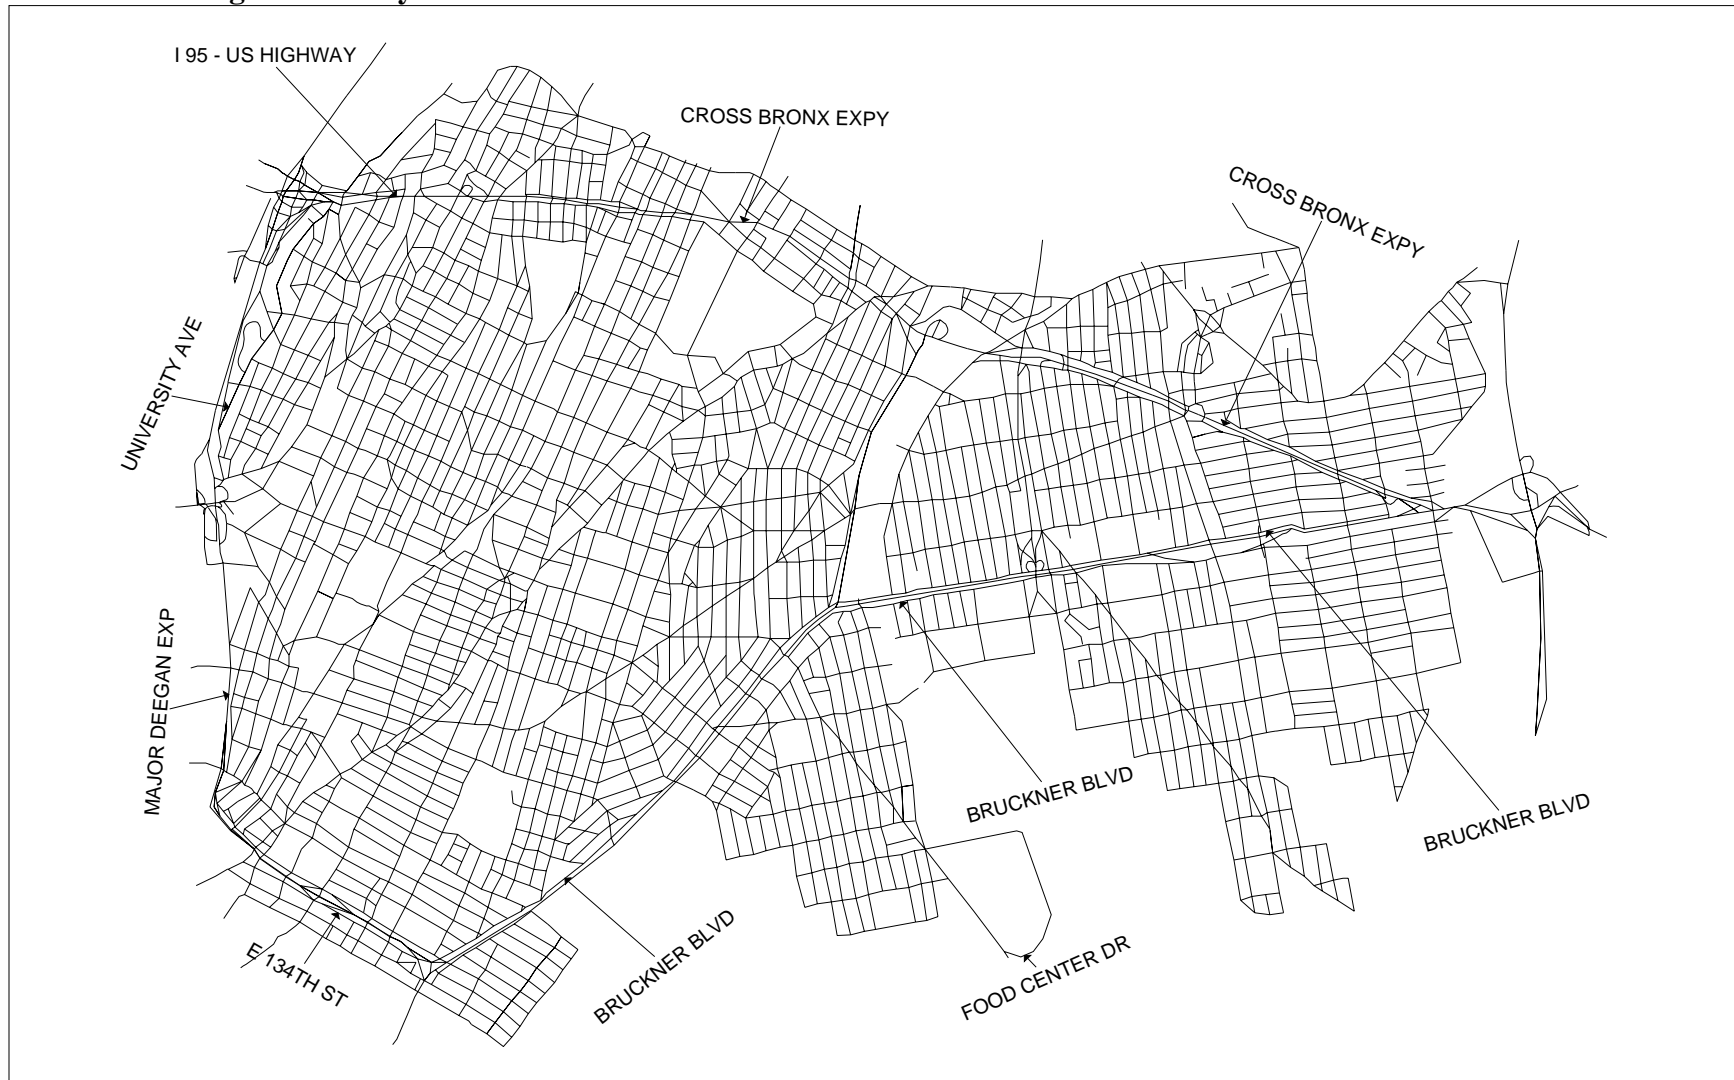 I 95 - US HIGHWAY
CROSS BRONX EXPY
CROSS BRONX EXPY
UNIVERSITY AVE
MAJOR DEEGAN EXP
BRUCKNER BLVD
BRUCKNER BLVD
BRUCKNER BLVD
E 134TH ST
FOOD CENTER DR